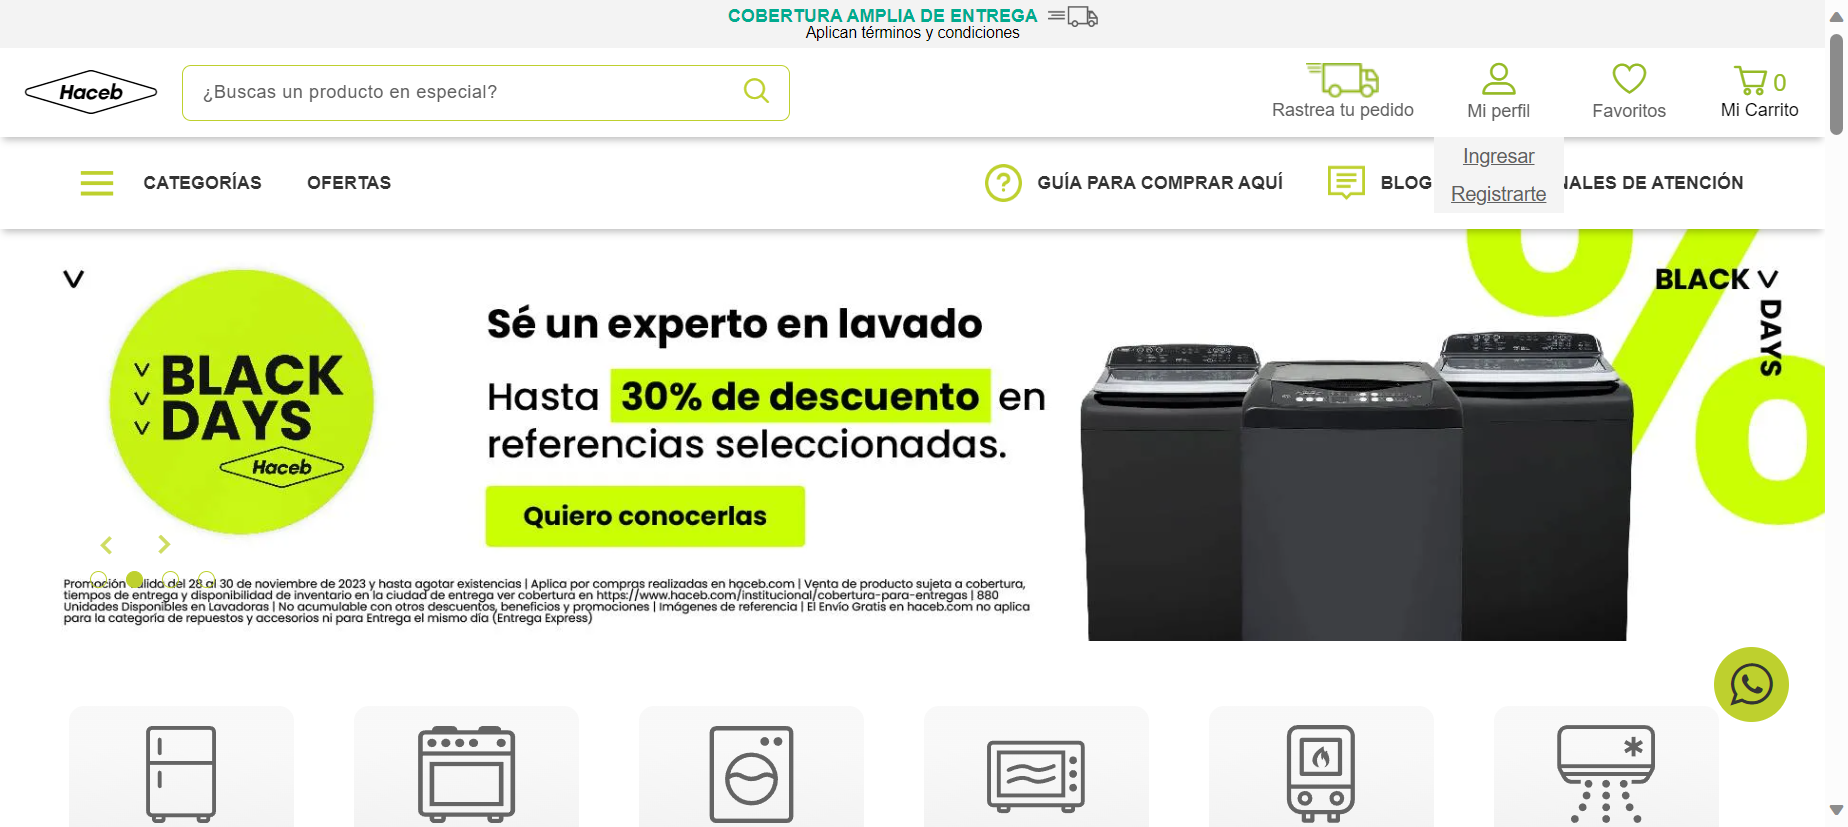 COBERTURA AMPLIA DE ENTREGA
Aplican términos y condiciones
Haceb
¿Buscas un producto en especial?
Rastrea tu pedido
Mi perfil
Favoritos
0
Mi Carrito
Ingresar
Registrarte
CATEGORÍAS
OFERTAS
GUÍA PARA COMPRAR AQUÍ
BLOG
NALES DE ATENCIÓN
BLACK
DAYS
Haceb
Sé un experto en lavado
Hasta 30% de descuento en
referencias seleccionadas.
Quiero conocerlas
BLACK
DAYS
Promoción válida del 28 al 30 de noviembre de 2023 y hasta agotar existencias | Aplica por compras realizadas en haceb.com | Venta de producto sujeta a cobertura,
tiempos de entrega y disponibilidad de inventario en la ciudad de entrega ver cobertura en https://www.haceb.com/institucional/cobertura-para-entregas | 880
Unidades Disponibles en Lavadoras | No acumulable con otros descuentos, beneficios y promociones | Imágenes de referencia | El Envío Gratis en haceb.com no aplica
para la categoría de repuestos y accesorios ni para Entrega el mismo día (Entrega Express)